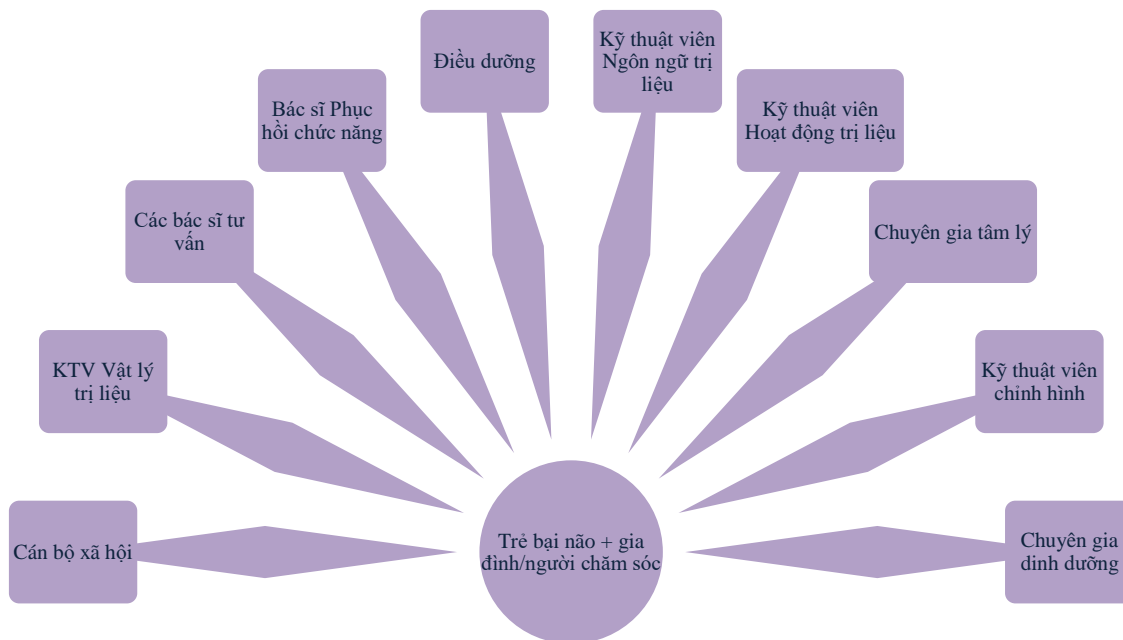 Điều dưỡng
Kỹ thuật viên
Ngôn ngữ trị
liệu
Bác sĩ Phục
hồi chức năng
Kỹ thuật viên
Hoạt động trị liệu
Các bác sĩ tư
vấn
Chuyên gia tâm lý
KTV Vật lý
trị liệu
Kỹ thuật viên
chỉnh hình
Cán bộ xã hội
Trẻ bại não + gia
đình/người chăm sóc
Chuyên gia
dinh dưỡng